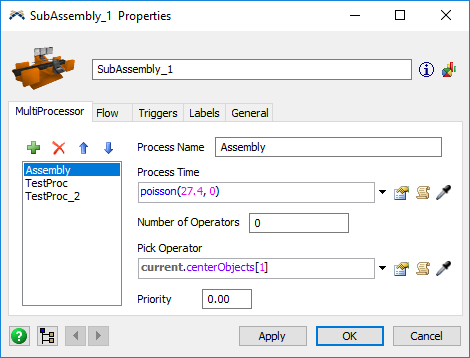 SubAssembly_1 Properties
SubAssembly_1
MultiProcessor Flow Triggers Labels General
Process Name Assembly
Assembly
TestProc
TestProc_2
Process Time
poisson(27.4, 0)
Number of Operators 0
Pick Operator
current.centerObjects[1]
Priority 0.00
Apply OK Cancel